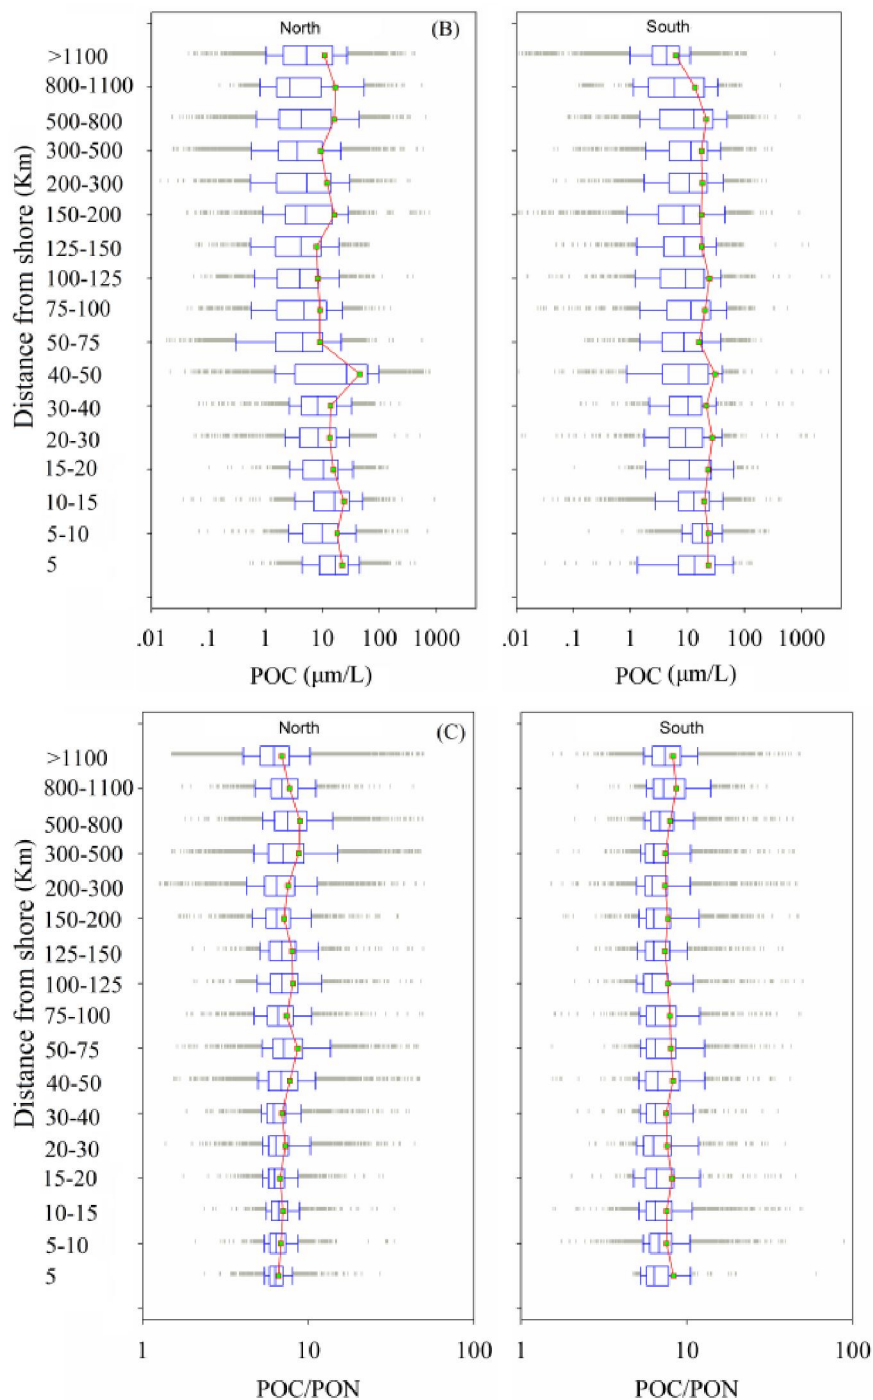 North
(B)
South
>1100
800-1100
500-800
300-500
200-300
150-200
125-150
100-125
75-100
50-75
40-50
30-40
20-30
15-20
10-15
5-10
5
Distance from shore (Km)
.01 .1 1 10 100 1000
.01 .1 1 10 100 1000
POC (μm/L)
POC (μm/L)
North
(C)
South
>1100
800-1100
500-800
300-500
200-300
150-200
125-150
100-125
75-100
50-75
40-50
30-40
20-30
15-20
10-15
5-10
5
Distance from shore (Km)
1 10 100
1 10 100
POC/PON
POC/PON